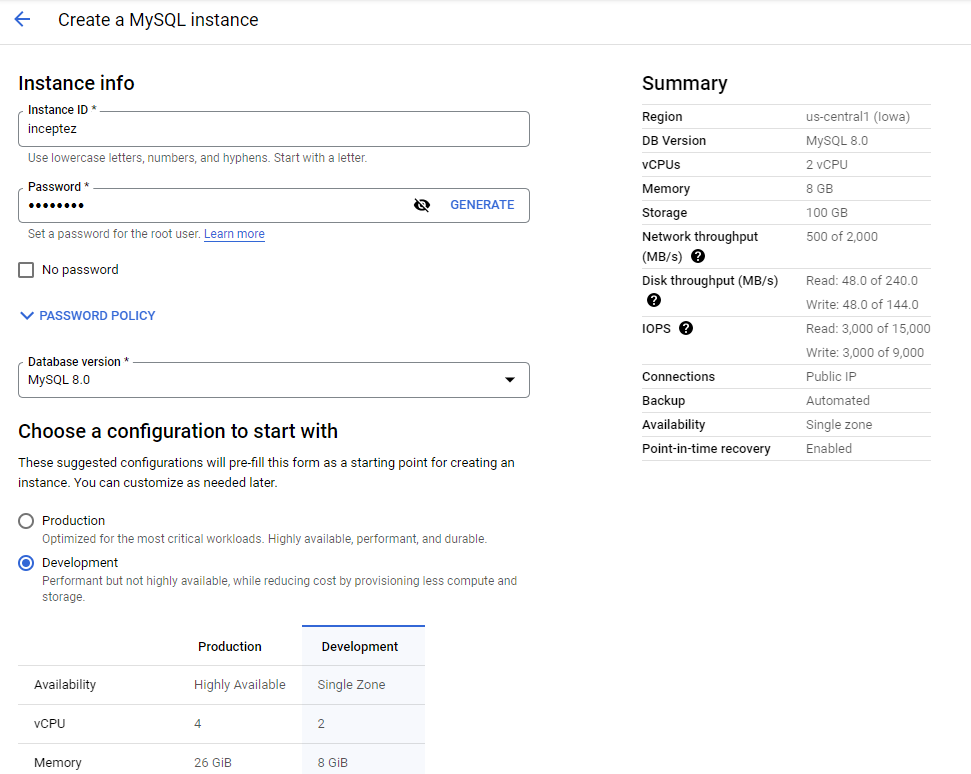 Create a MySQL instance
Instance info
Instance ID *
inceptez
Use lowercase letters, numbers, and hyphens. Start with a letter.
Password *
••••••••
GENERATE
Set a password for the root user. Learn more
No password
PASSWORD POLICY
Database version *
MySQL 8.0
Choose a configuration to start with
These suggested configurations will pre-fill this form as a starting point for creating an
instance. You can customize as needed later.
Production
Optimized for the most critical workloads. Highly available, performant, and durable.
Development
Performant but not highly available, while reducing cost by provisioning less compute and
storage.
Production Development
Availability Highly Available Single Zone
vCPU 4 2
Memory 26 GiB 8 GiB
Summary
Region us-central1 (Iowa)
DB Version MySQL 8.0
vCPUs 2 vCPU
Memory 8 GB
Storage 100 GB
Network throughput 500 of 2,000
(MB/s) ?
Disk throughput (MB/s) Read: 48.0 of 240.0
? Write: 48.0 of 144.0
IOPS ? Read: 3,000 of 15,000
Write: 3,000 of 9,000
Connections Public IP
Backup Automated
Availability Single zone
Point-in-time recovery Enabled